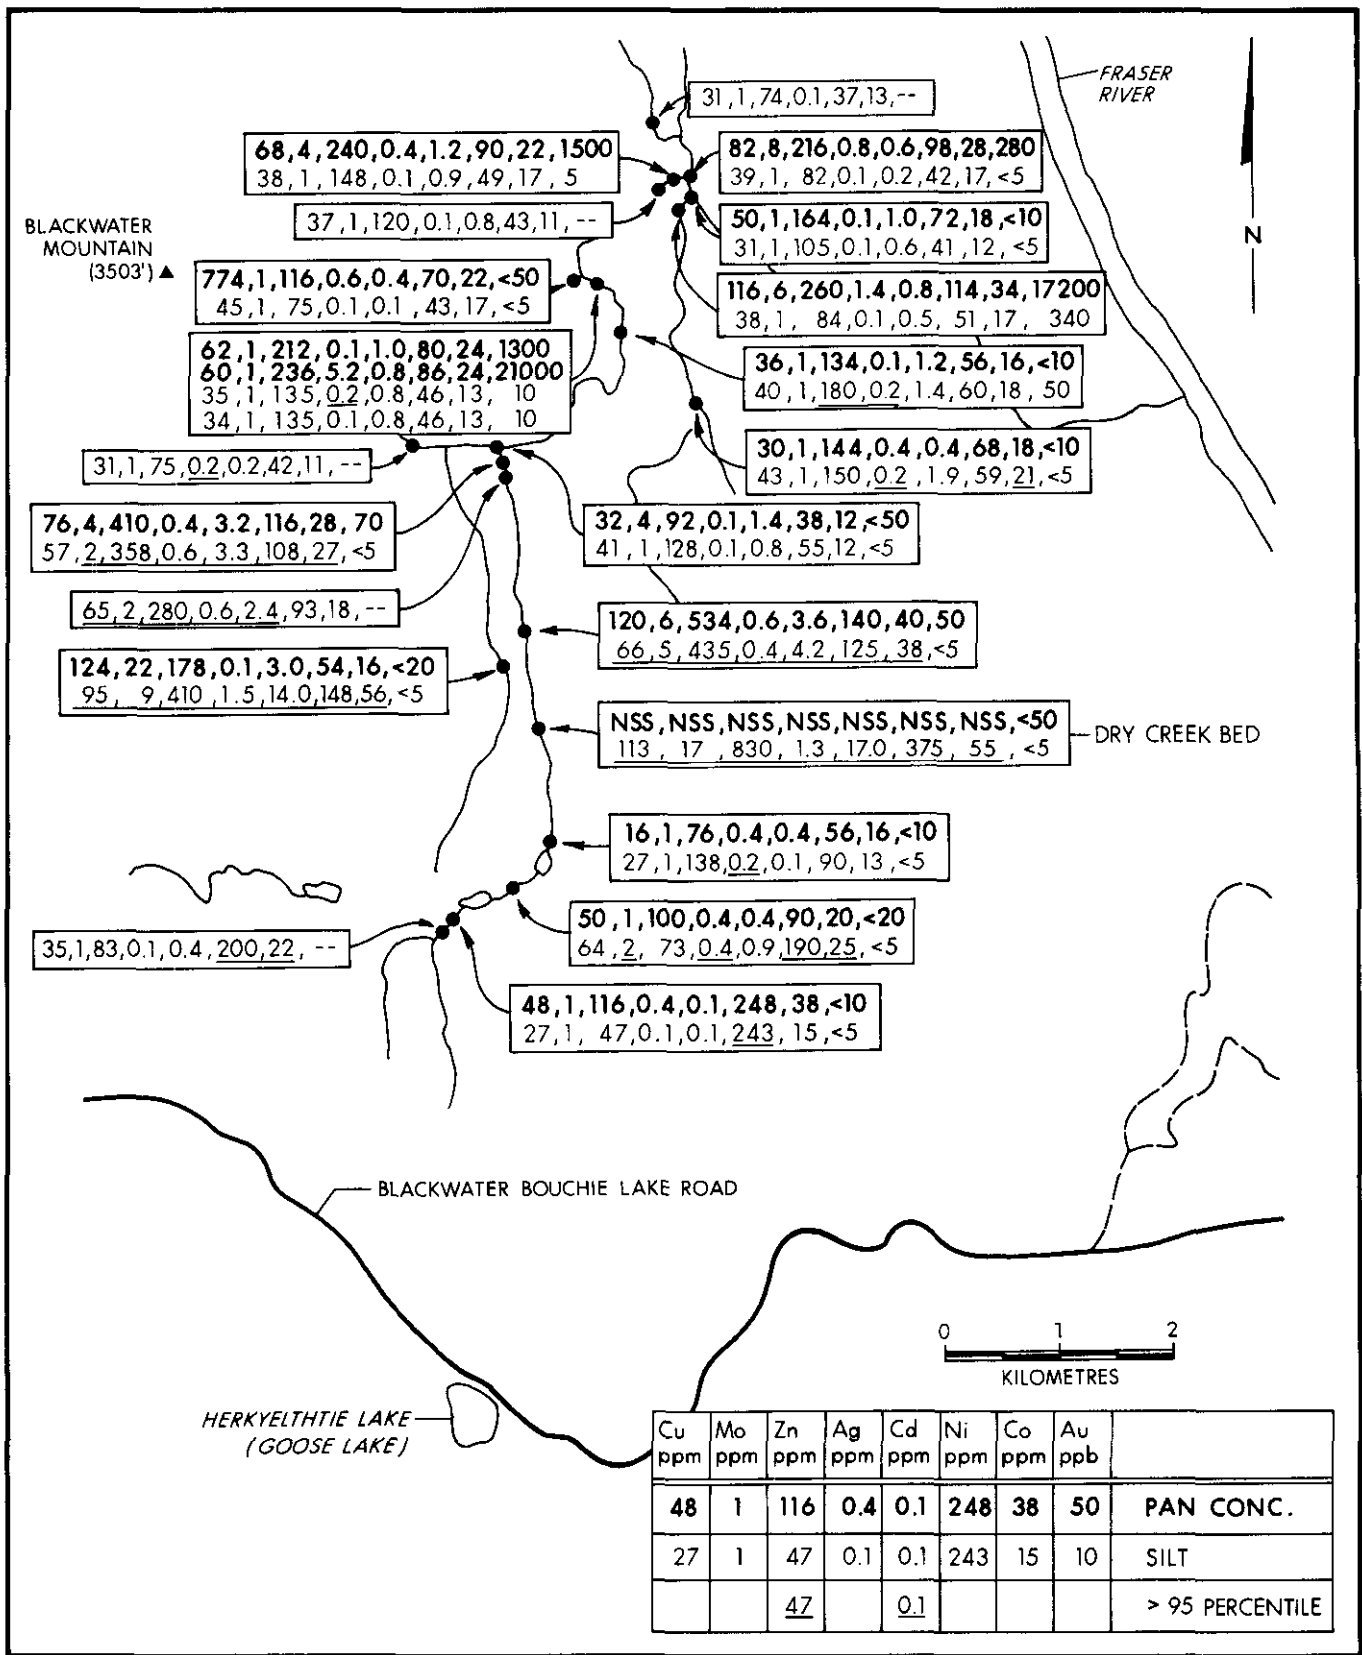 FRASER
RIVER
31,1,74,0.1,37,13,--
68,4,240,0.4,1.2,90,22,1500
38,1,148,0.1,0.9,49,17,5
82,8,216,0.8,0.6,98,28,280
39,1,82,0.1,0.2,42,17,<5
37,1,120,0.1,0.8,43,11,--
50,1,164,0.1,1.0,72,18,<10
31,1,105,0.1,0.6,41,12,<5
N
BLACKWATER
MOUNTAIN
(3503') ▲
774,1,116,0.6,0.4,70,22,<50
45,1,75,0.1,0.1,43,17,<5
116,6,260,1.4,0.8,114,34,17200
38,1,84,0.1,0.5,51,17,340
62,1,212,0.1,1.0,80,24,1300
60,1,236,5.2,0.8,86,24,21000
35,1,135,0.2,0.8,46,13,10
34,1,135,0.1,0.8,46,13,10
36,1,134,0.1,1.2,56,16,<10
40,1,180,0.2,1.4,60,18,50
31,1,75,0.2,0.2,42,11,--
30,1,144,0.4,0.4,68,18,<10
43,1,150,0.2,1.9,59,21,<5
76,4,410,0.4,3.2,116,28,70
57,2,358,0.6,3.3,108,27,<5
32,4,92,0.1,1.4,38,12,<50
41,1,128,0.1,0.8,55,12,<5
65,2,280,0.6,2.4,93,18,--
120,6,534,0.6,3.6,140,40,50
66,5,435,0.4,4.2,125,38,<5
124,22,178,0.1,3.0,54,16,<20
95,9,410,1.5,14.0,148,56,<5
NSS,NSS,NSS,NSS,NSS,NSS,NSS,<50
113,17,830,1.3,17.0,375,55,<5
DRY CREEK BED
16,1,76,0.4,0.4,56,16,<10
27,1,138,0.2,0.1,90,13,<5
50,1,100,0.4,0.4,90,20,<20
64,2,73,0.4,0.9,190,25,<5
35,1,83,0.1,0.4,200,22,--
48,1,116,0.4,0.1,248,38,<10
27,1,47,0.1,0.1,243,15,<5
BLACKWATER BOUCHIE LAKE ROAD
0 1 2
KILOMETRES
HERKYELTHTIE LAKE
(GOOSE LAKE)
Cu Mo Zn Ag Cd Ni Co Au
ppm ppm ppm ppm ppm ppm ppm ppb
48 1 116 0.4 0.1 248 38 50 PAN CONC.
27 1 47 0.1 0.1 243 15 10 SILT
47 0.1 > 95 PERCENTILE